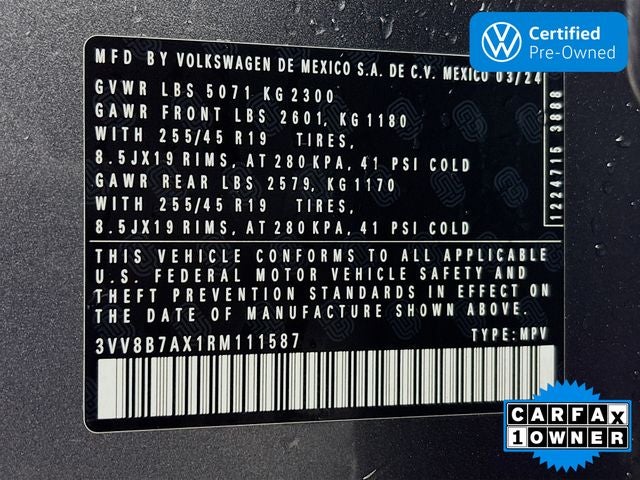 Certified
Pre-Owned
MFD BY VOLKSWAGEN DE MEXICO S.A. DE C.V. MEXICO 03/24
GVWR LBS 5071 KG 2300
GAWR FRONT LBS 2601, KG 1180
WITH 255/45 R19 TIRES,
8.5JX19 RIMS, AT 280 KPA, 41 PSI COLD
GAWR REAR LBS 2579, KG 1170
WITH 255/45 R19 TIRES,
8.5JX19 RIMS, AT 280 KPA, 41 PSI COLD
1224715 3888
THIS VEHICLE CONFORMS TO ALL APPLICABLE
U.S. FEDERAL MOTOR VEHICLE SAFETY AND
THEFT PREVENTION STANDARDS IN EFFECT ON
THE DATE OF MANUFACTURE SHOWN ABOVE.
3VV8B7AX1RM111587 TYPE: MPV
CARFAX
1 OWNER